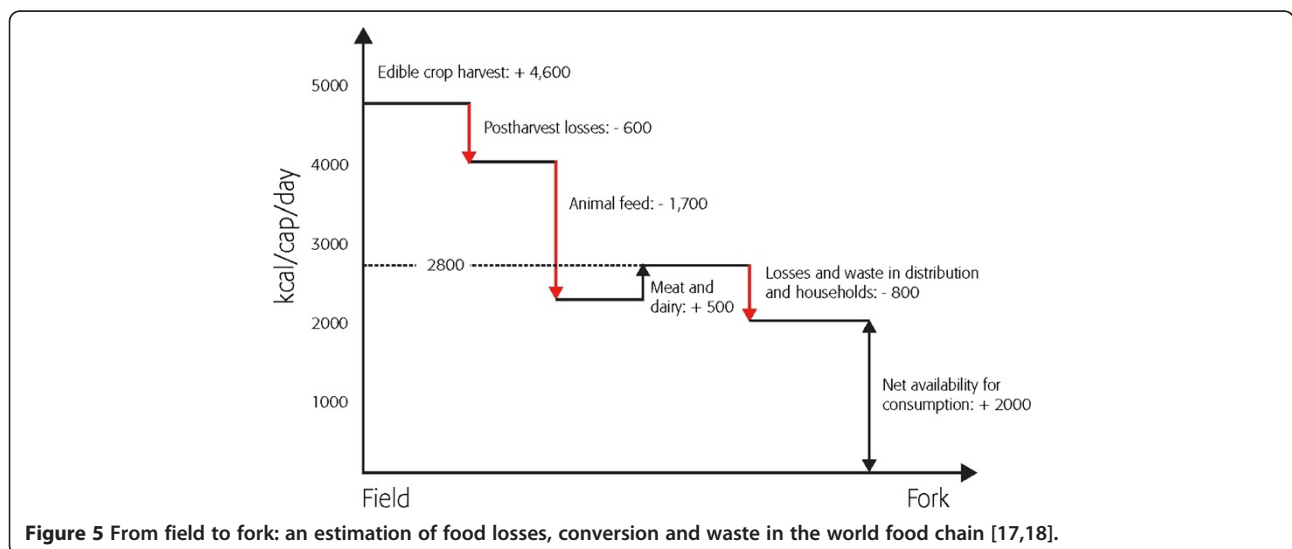 kcal/cap/day
5000
4000
3000
2000
1000
Edible crop harvest: + 4,600
Postharvest losses: - 600
Animal feed: - 1,700
2800
Meat and
dairy: + 500
Losses and waste in distribution
and households: - 800
Net availability for
consumption: + 2000
Field
Fork
Figure 5 From field to fork: an estimation of food losses, conversion and waste in the world food chain [17,18].